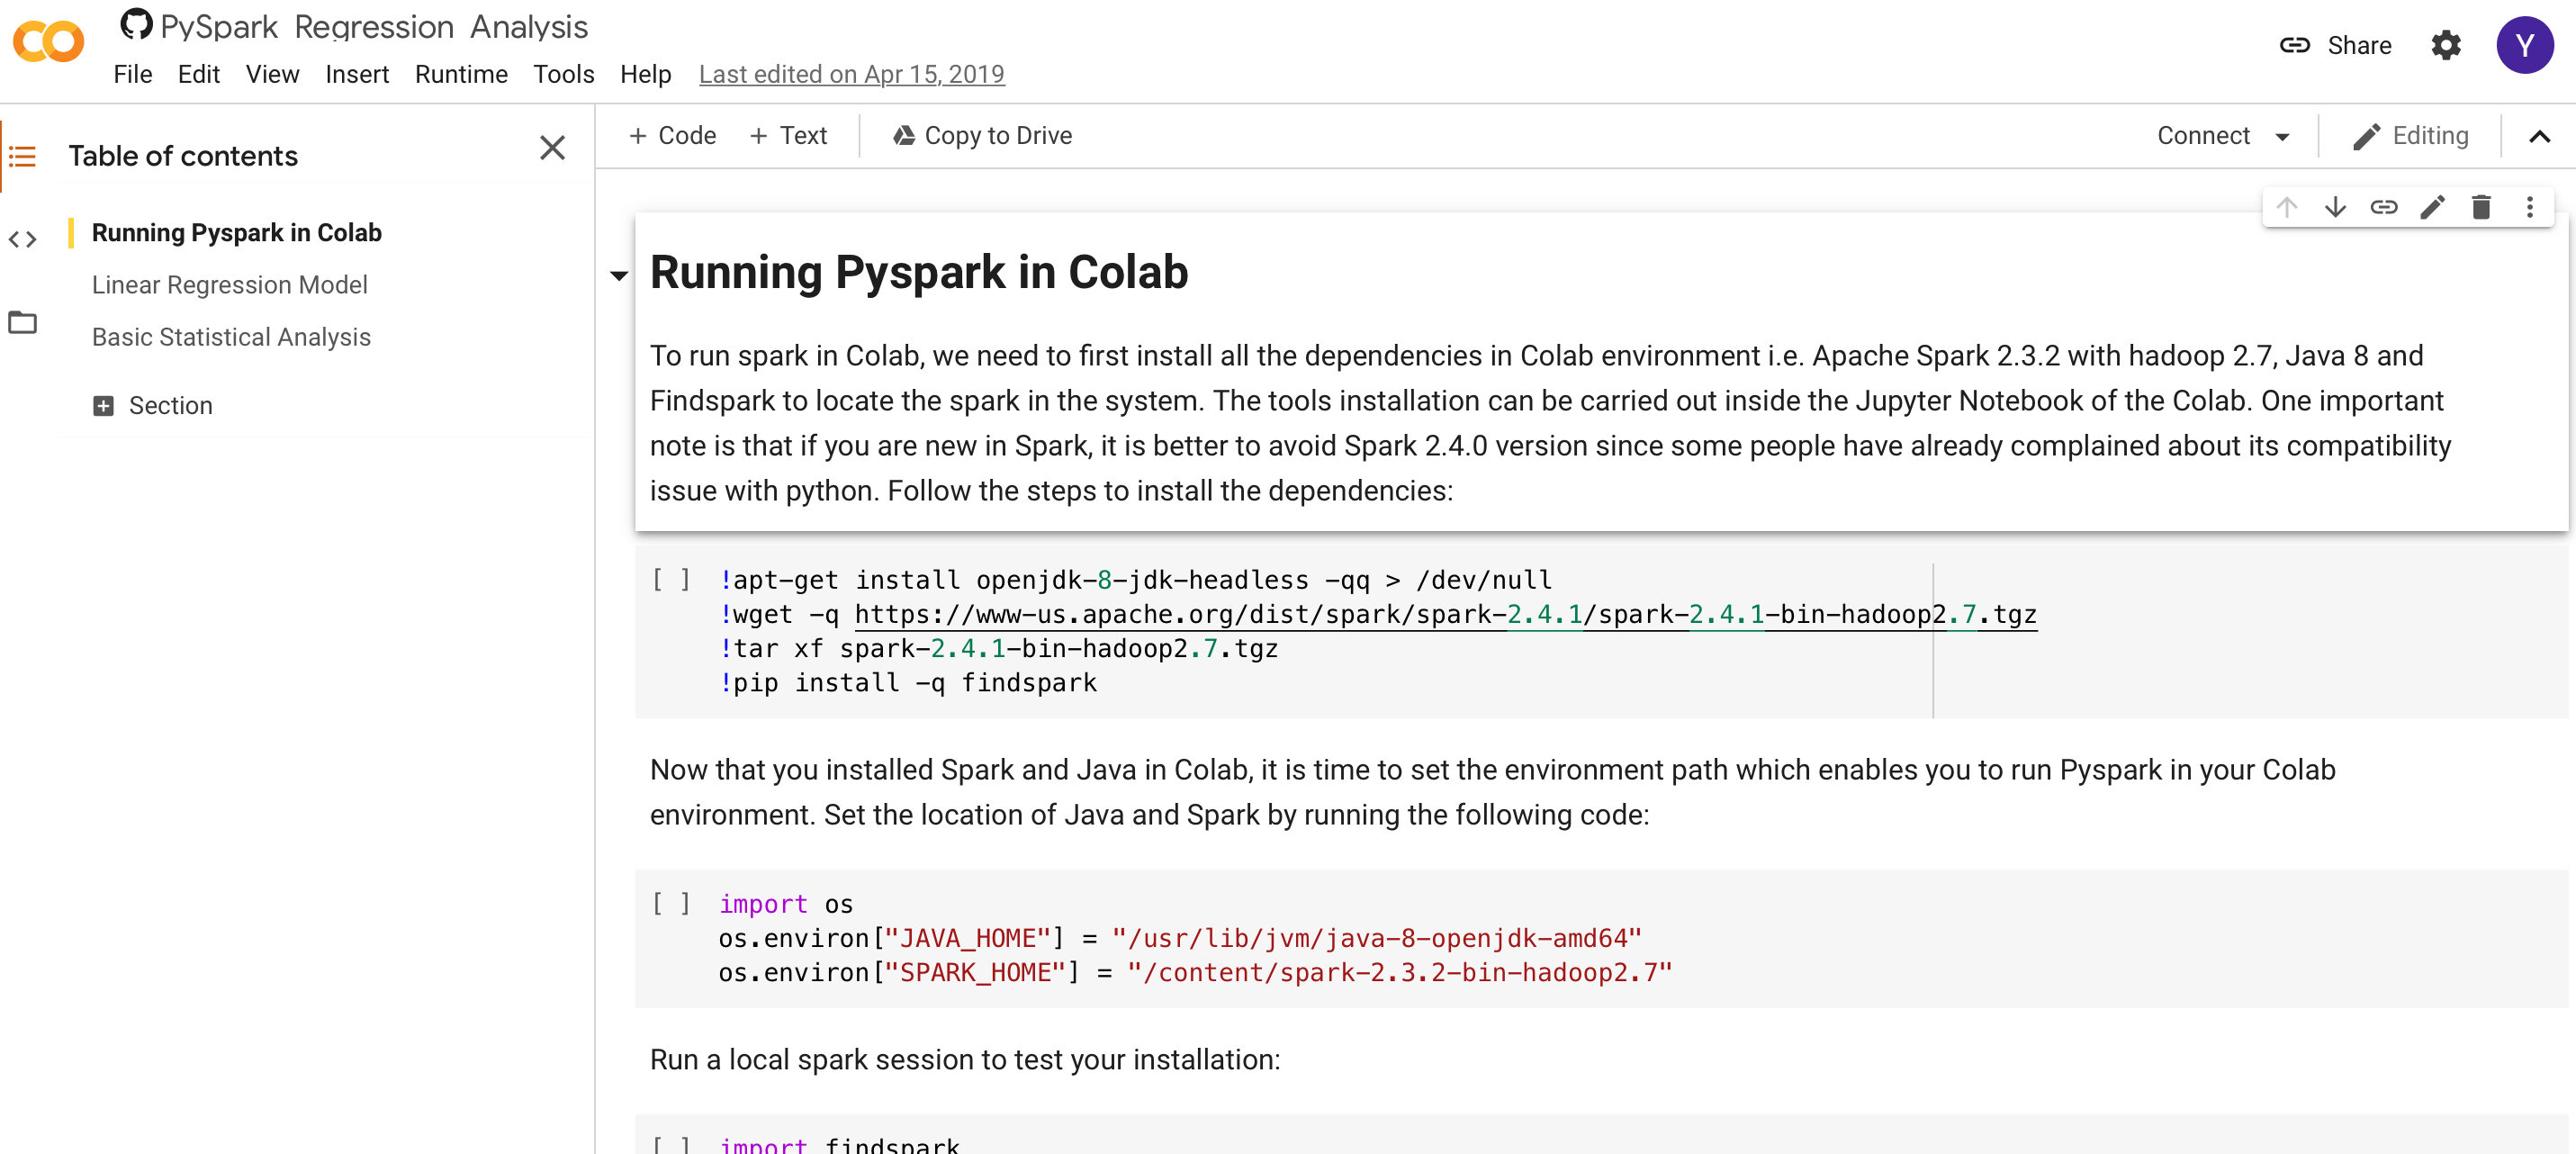 PySpark Regression Analysis
File Edit View Insert Runtime Tools Help Last edited on Apr 15, 2019
Share
Y
Table of contents
Running Pyspark in Colab
Linear Regression Model
Basic Statistical Analysis
Section
+ Code + Text Copy to Drive
Connect
Editing
Running Pyspark in Colab
To run spark in Colab, we need to first install all the dependencies in Colab environment i.e. Apache Spark 2.3.2 with hadoop 2.7, Java 8 and
Findspark to locate the spark in the system. The tools installation can be carried out inside the Jupyter Notebook of the Colab. One important
note is that if you are new in Spark, it is better to avoid Spark 2.4.0 version since some people have already complained about its compatibility
issue with python. Follow the steps to install the dependencies:
[ ] !apt-get install openjdk-8-jdk-headless -qq > /dev/null
!wget -q https://www-us.apache.org/dist/spark/spark-2.4.1/spark-2.4.1-bin-hadoop2.7.tgz
!tar xf spark-2.4.1-bin-hadoop2.7.tgz
!pip install -q findspark
Now that you installed Spark and Java in Colab, it is time to set the environment path which enables you to run Pyspark in your Colab
environment. Set the location of Java and Spark by running the following code:
[ ] import os
os.environ["JAVA_HOME"] = "/usr/lib/jvm/java-8-openjdk-amd64"
os.environ["SPARK_HOME"] = "/content/spark-2.3.2-bin-hadoop2.7"
Run a local spark session to test your installation:
[ ] import findspark